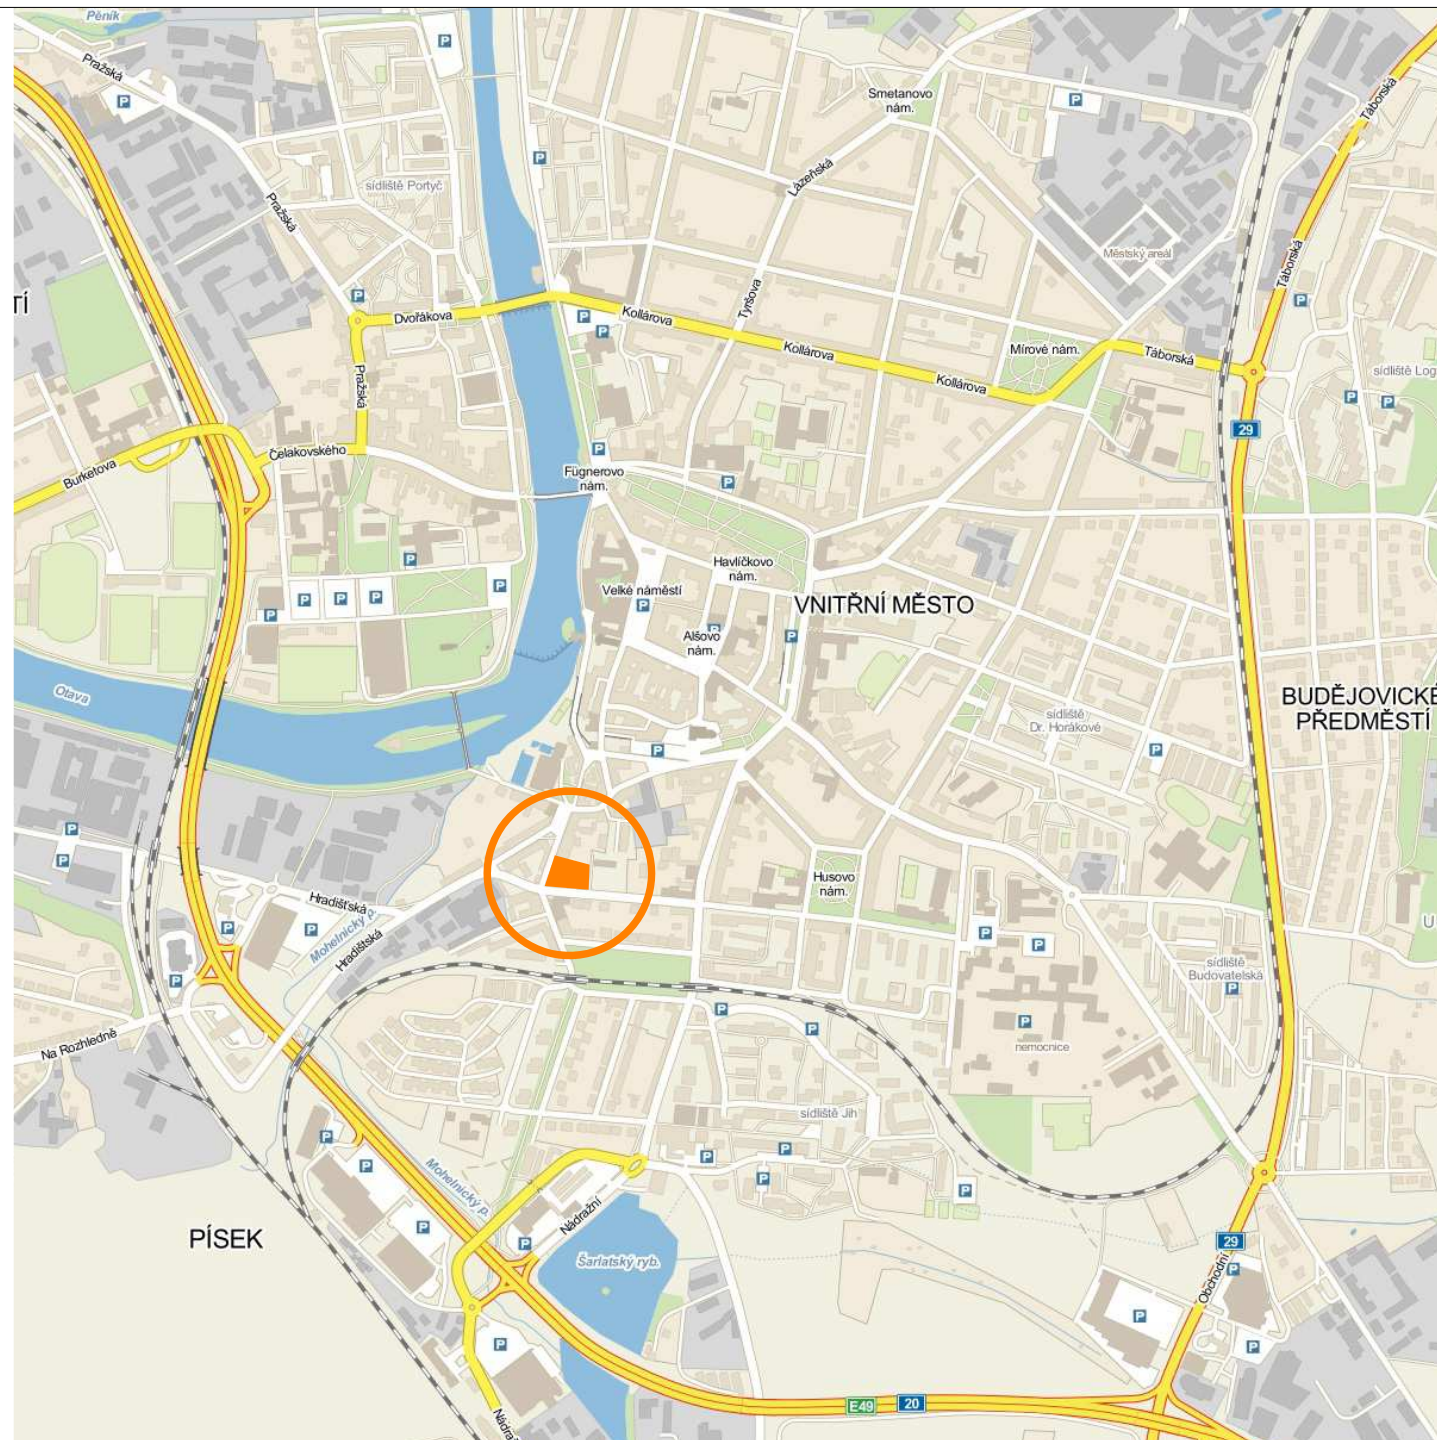 Pěník
Pražská
P
P
P
Smetanovo
nám.
P
Táborská
Lázeňská
sídliště Portyč
Pražská
Městský areál
Táborská
TÍ
P
Dvořákova
P
P
Kollárova
Tyršova
P
Kollárova
Mírové nám.
Táborská
Kollárova
sídliště Log
Pražská
P
P
29
Čelakovského
Burketova
P
Fügnerovo
nám.
P
P
Havlíčkovo
nám.
P
Velké náměstí
P
P
P
P
P
VNITŘNÍ MĚSTO
P
Alšovo
nám.
P
Otava
BUDĚJOVICKÉ
PŘEDMĚSTÍ
sídliště
Dr. Horákové
P
P
P
P
Husovo
nám.
Hradišťská
P
P
Mohelnický p.
Hradišťská
P
P
U
sídliště
Budovatelská
P
P
P
P
P
nemocnice
Na Rozhledně
sídliště Jih
P
P
P
P
P
P
Mohelnický p.
Nádražní
P
P
PÍSEK
29
P
Šarlatský ryb.
Obchodní
P
P
P
E49
20
Nádraž